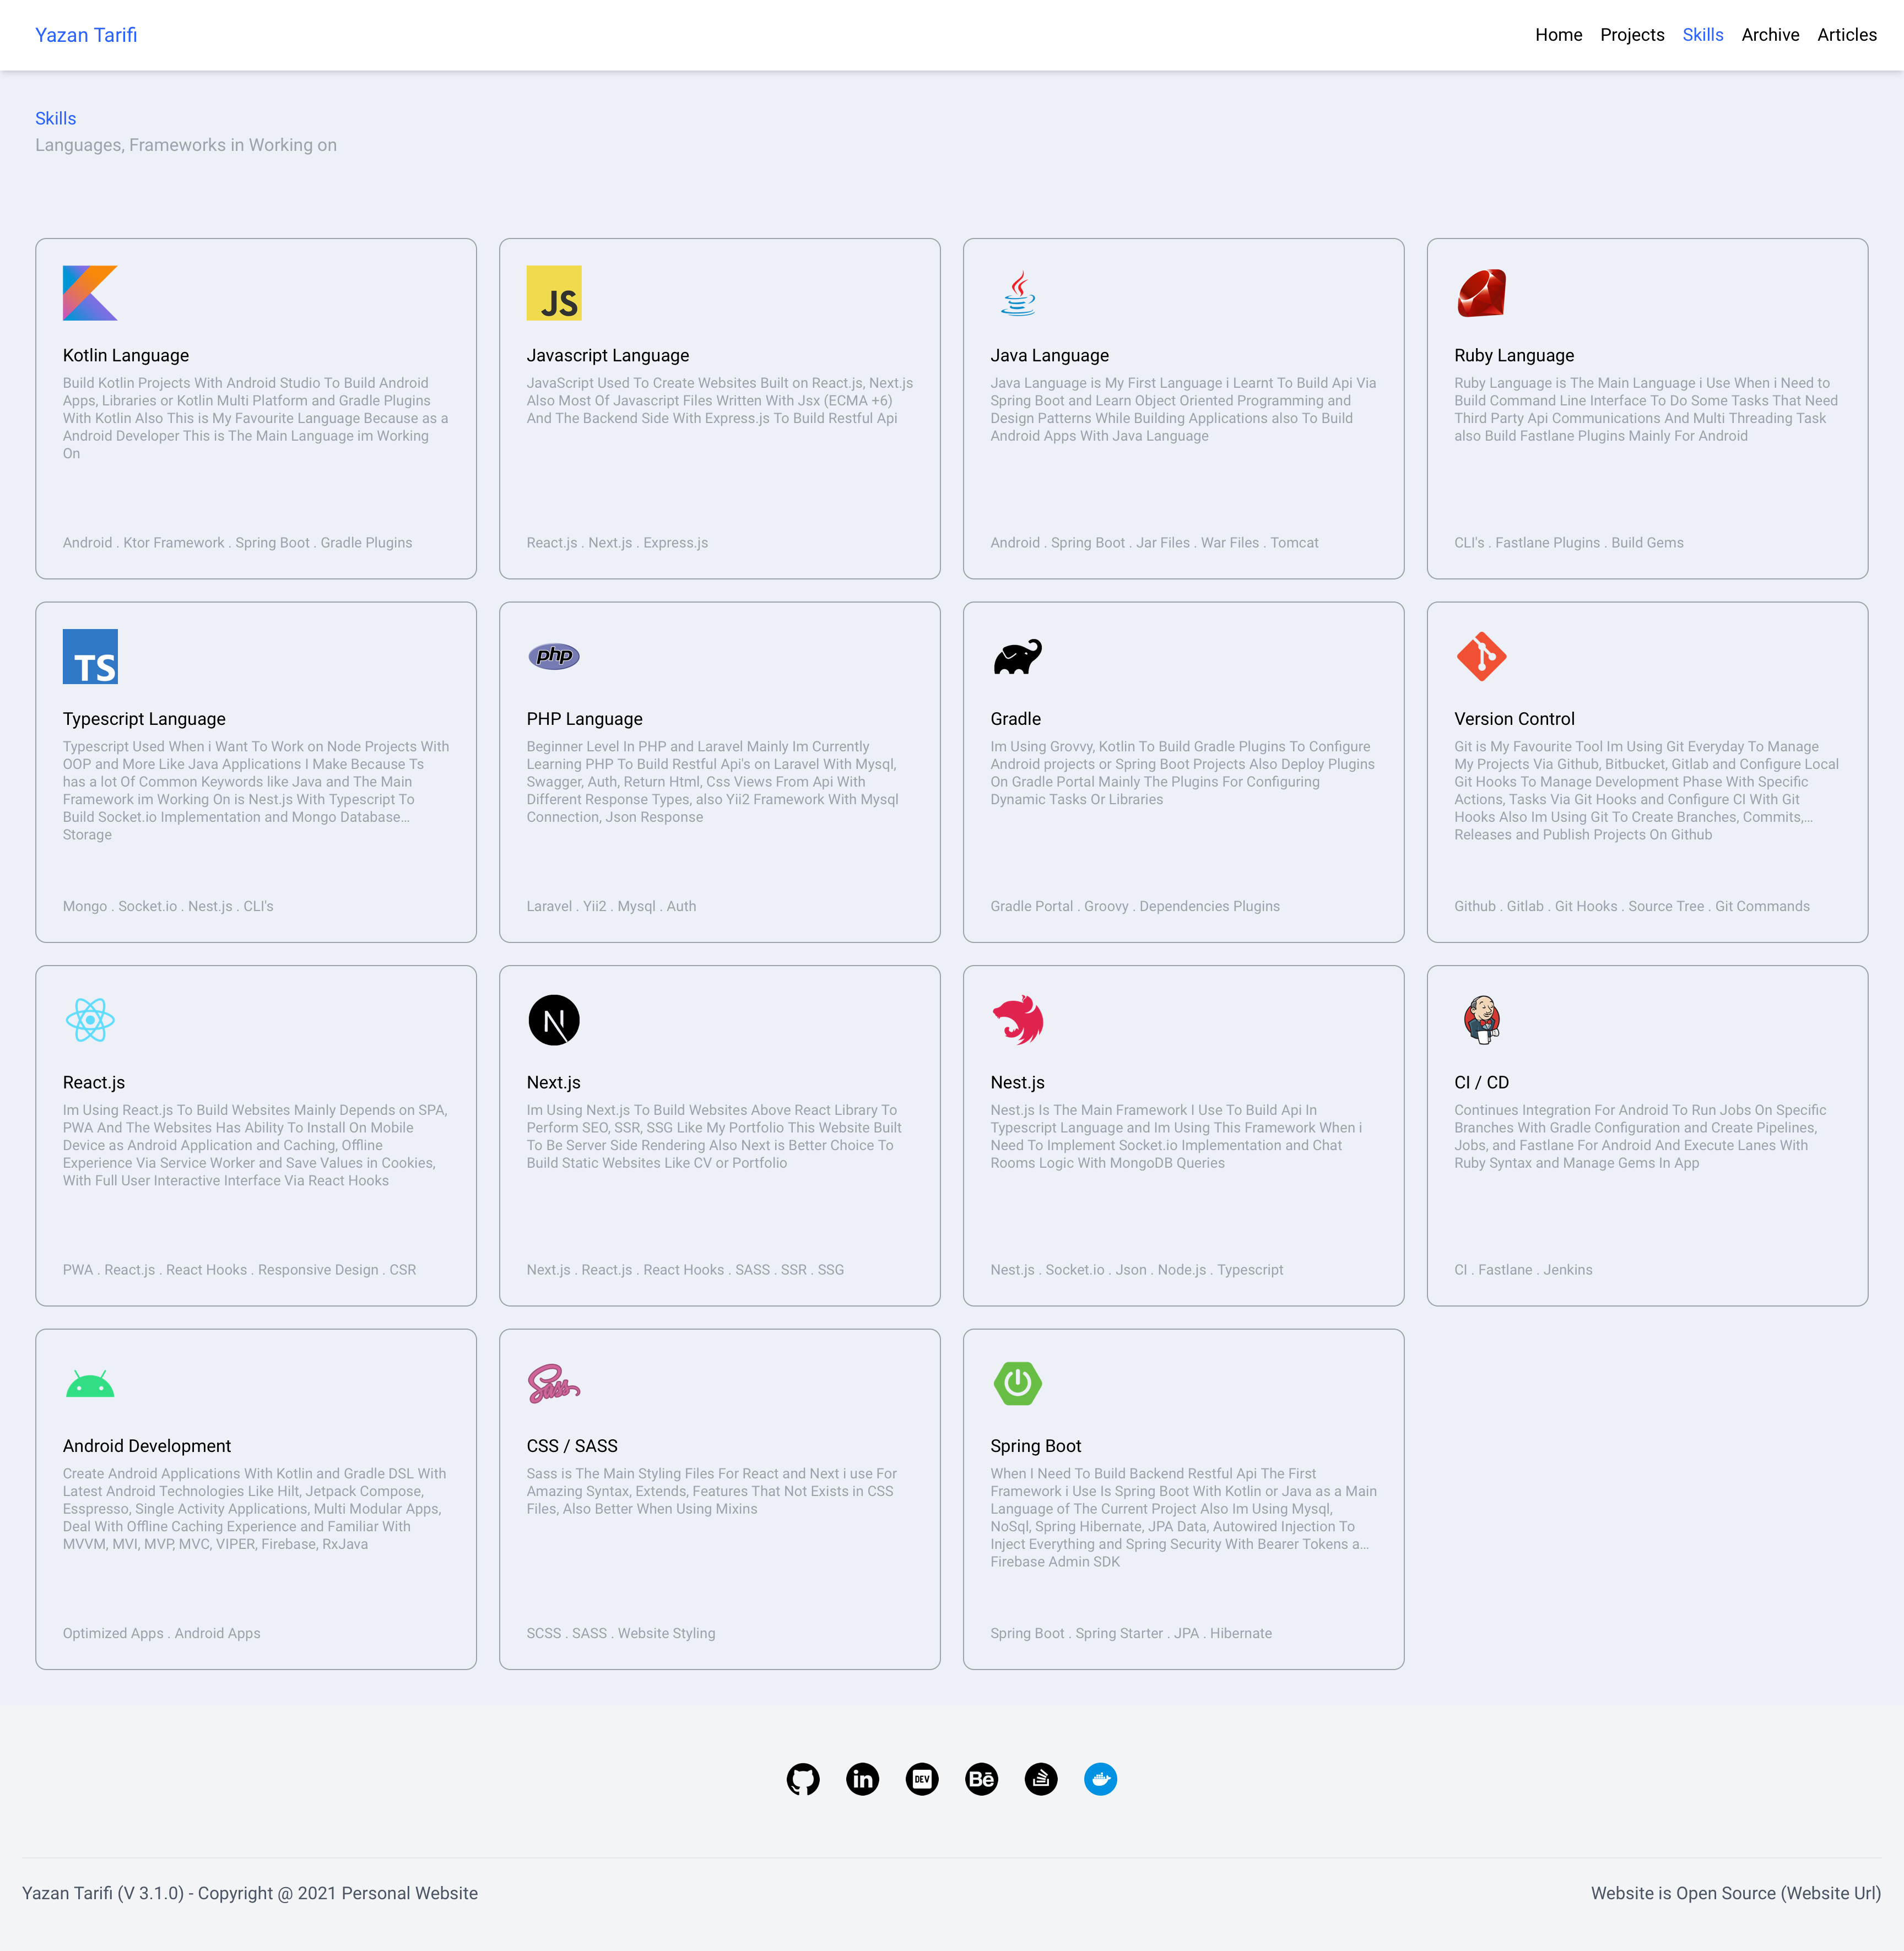 Yazan Tarifi
Home Projects Skills Archive Articles
Skills
Languages, Frameworks in Working on
JS
Kotlin Language
Build Kotlin Projects With Android Studio To Build Android
Apps, Libraries or Kotlin Multi Platform and Gradle Plugins
With Kotlin Also This is My Favourite Language Because as a
Android Developer This is The Main Language im Working
On
Android . Ktor Framework . Spring Boot . Gradle Plugins
Javascript Language
JavaScript Used To Create Websites Built on React.js, Next.js
Also Most Of Javascript Files Written With Jsx (ECMA +6)
And The Backend Side With Express.js To Build Restful Api
React.js . Next.js . Express.js
Java Language
Java Language is My First Language i Learnt To Build Api Via
Spring Boot and Learn Object Oriented Programming and
Design Patterns While Building Applications also To Build
Android Apps With Java Language
Android . Spring Boot . Jar Files . War Files . Tomcat
Ruby Language
Ruby Language is The Main Language i Use When i Need to
Build Command Line Interface To Do Some Tasks That Need
Third Party Api Communications And Multi Threading Task
also Build Fastlane Plugins Mainly For Android
CLI's . Fastlane Plugins . Build Gems
TS
Typescript Language
Typescript Used When i Want To Work on Node Projects With
OOP and More Like Java Applications I Make Because Ts
has a lot Of Common Keywords like Java and The Main
Framework im Working On is Nest.js With Typescript To
Build Socket.io Implementation and Mongo Database...
Storage
Mongo . Socket.io . Nest.js . CLI's
php
PHP Language
Beginner Level In PHP and Laravel Mainly Im Currently
Learning PHP To Build Restful Api's on Laravel With Mysql,
Swagger, Auth, Return Html, Css Views From Api With
Different Response Types, also Yii2 Framework With Mysql
Connection, Json Response
Laravel . Yii2 . Mysql . Auth
Gradle
Im Using Grovvy, Kotlin To Build Gradle Plugins To Configure
Android projects or Spring Boot Projects Also Deploy Plugins
On Gradle Portal Mainly The Plugins For Configuring
Dynamic Tasks Or Libraries
Gradle Portal . Groovy . Dependencies Plugins
Version Control
Git is My Favourite Tool Im Using Git Everyday To Manage
My Projects Via Github, Bitbucket, Gitlab and Configure Local
Git Hooks To Manage Development Phase With Specific
Actions, Tasks Via Git Hooks and Configure CI With Git
Hooks Also Im Using Git To Create Branches, Commits,...
Releases and Publish Projects On Github
Github . Gitlab . Git Hooks . Source Tree . Git Commands
React.js
Im Using React.js To Build Websites Mainly Depends on SPA,
PWA And The Websites Has Ability To Install On Mobile
Device as Android Application and Caching, Offline
Experience Via Service Worker and Save Values in Cookies,
With Full User Interactive Interface Via React Hooks
PWA . React.js . React Hooks . Responsive Design . CSR
N
Next.js
Im Using Next.js To Build Websites Above React Library To
Perform SEO, SSR, SSG Like My Portfolio This Website Built
To Be Server Side Rendering Also Next is Better Choice To
Build Static Websites Like CV or Portfolio
Next.js . React.js . React Hooks . SASS . SSR . SSG
Nest.js
Nest.js Is The Main Framework I Use To Build Api In
Typescript Language and Im Using This Framework When i
Need To Implement Socket.io Implementation and Chat
Rooms Logic With MongoDB Queries
Nest.js . Socket.io . Json . Node.js . Typescript
CI / CD
Continues Integration For Android To Run Jobs On Specific
Branches With Gradle Configuration and Create Pipelines,
Jobs, and Fastlane For Android And Execute Lanes With
Ruby Syntax and Manage Gems In App
CI . Fastlane . Jenkins
Android Development
Create Android Applications With Kotlin and Gradle DSL With
Latest Android Technologies Like Hilt, Jetpack Compose,
Esspresso, Single Activity Applications, Multi Modular Apps,
Deal With Offline Caching Experience and Familiar With
MVVM, MVI, MVP, MVC, VIPER, Firebase, RxJava
Optimized Apps . Android Apps
Sass
CSS / SASS
Sass is The Main Styling Files For React and Next i use For
Amazing Syntax, Extends, Features That Not Exists in CSS
Files, Also Better When Using Mixins
SCSS . SASS . Website Styling
Spring Boot
When I Need To Build Backend Restful Api The First
Framework i Use Is Spring Boot With Kotlin or Java as a Main
Language of The Current Project Also Im Using Mysql,
NoSql, Spring Hibernate, JPA Data, Autowired Injection To
Inject Everything and Spring Security With Bearer Tokens a...
Firebase Admin SDK
Spring Boot . Spring Starter . JPA . Hibernate
in DEV Bē
Yazan Tarifi (V 3.1.0) - Copyright @ 2021 Personal Website
Website is Open Source (Website Url)